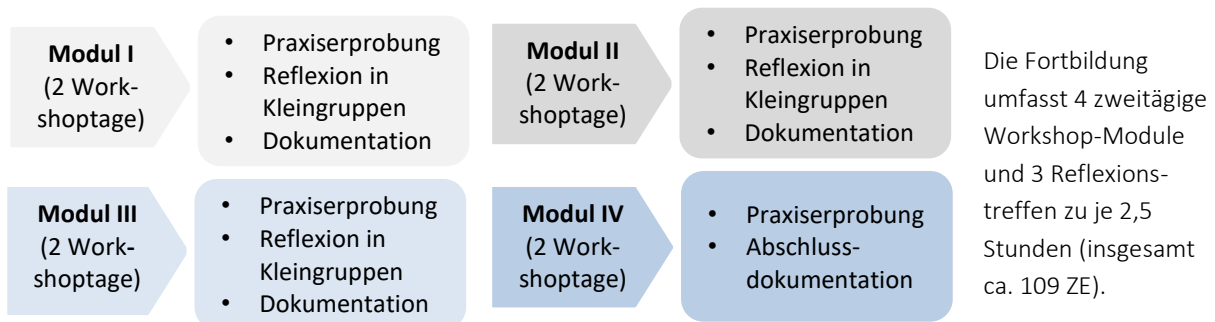 Modul I
(2 Work-
shoptage)
• Praxiserprobung
• Reflexion in
Kleingruppen
• Dokumentation
Modul II
(2 Work-
shoptage)
• Praxiserprobung
• Reflexion in
Kleingruppen
• Dokumentation
Modul III
(2 Work-
shoptage)
• Praxiserprobung
• Reflexion in
Kleingruppen
• Dokumentation
Modul IV
(2 Work-
shoptage)
• Praxiserprobung
• Abschluss-
dokumentation
Die Fortbildung
umfasst 4 zweitägige
Workshop-Module
und 3 Reflexions-
treffen zu je 2,5
Stunden (insgesamt
ca. 109 ZE).